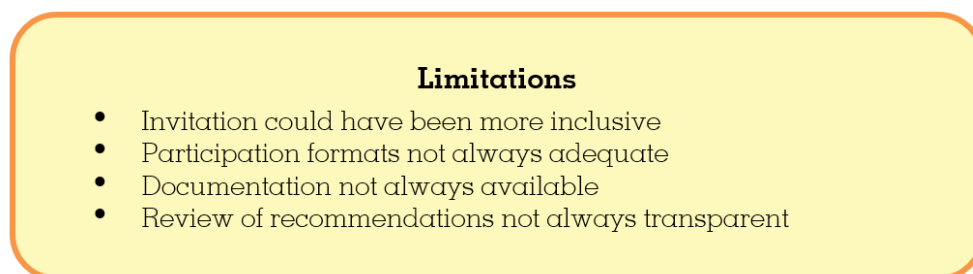 Limitations
• Invitation could have been more inclusive
• Participation formats not always adequate
• Documentation not always available
• Review of recommendations not always transparent